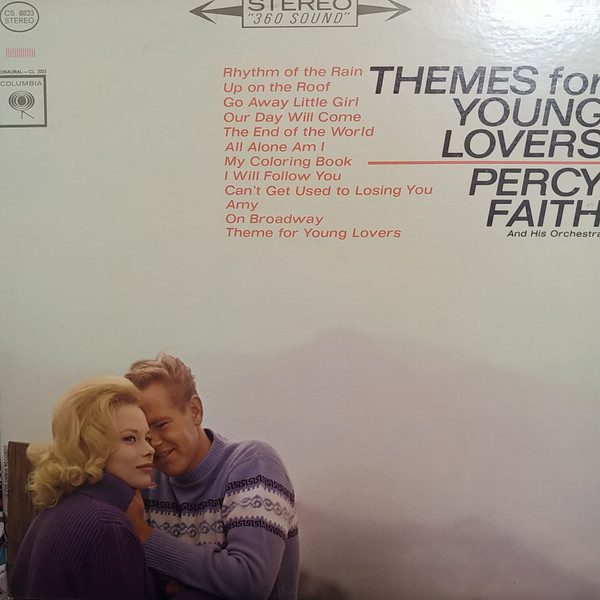 CS 8823
STEREO
STEREO
"360 SOUND"
COLUMBIA
Rhythm of the Rain
Up on the Roof
Go Away Little Girl
Our Day Will Come
The End of the World
All Alone Am I
My Coloring Book
I Will Follow You
Can't Get Used to Losing You
Amy
On Broadway
Theme for Young Lovers
THEMES for
YOUNG
LOVERS
PERCY
FAITH
And His Orchestra